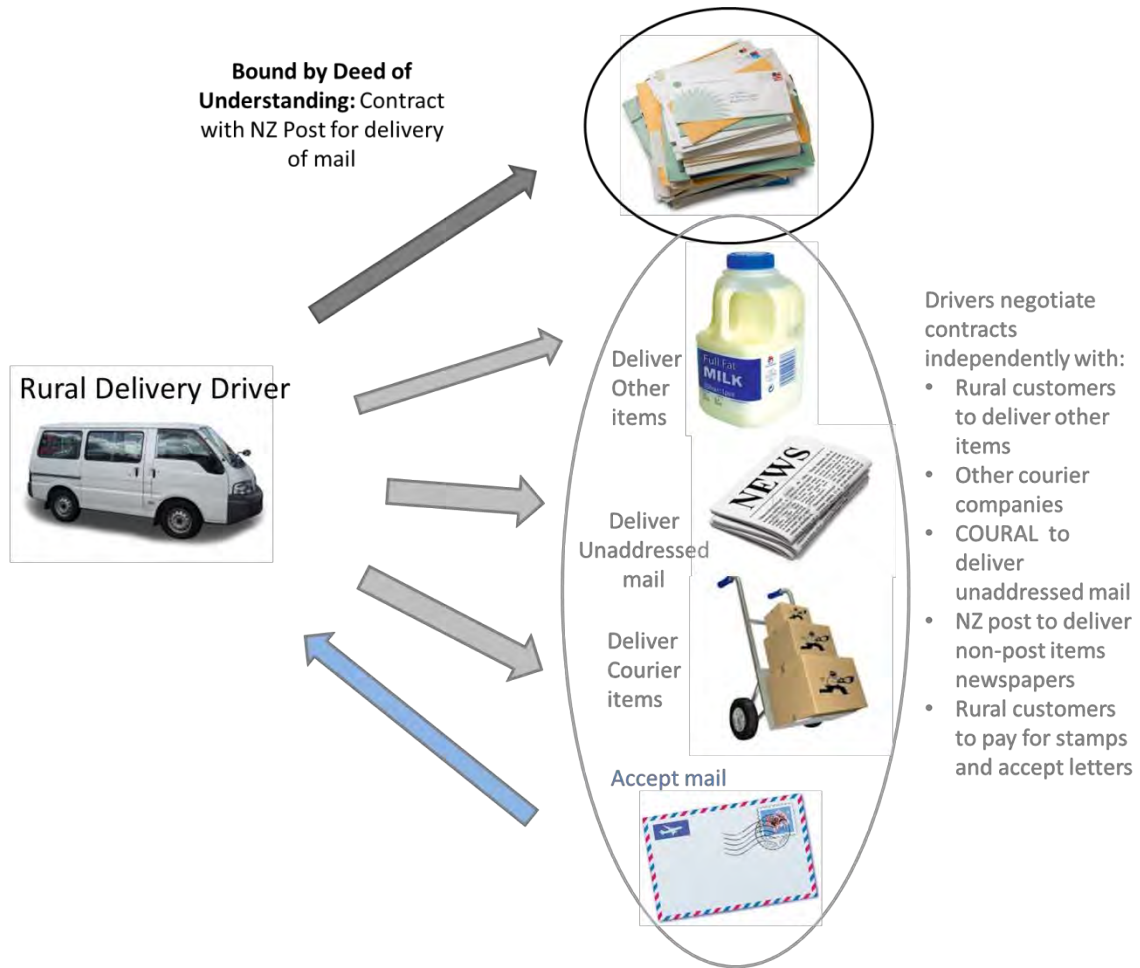 Bound by Deed of
Understanding: Contract
with NZ Post for delivery
of mail
Rural Delivery Driver
Deliver
Other
items
Full Fat
MILK
Deliver
Unaddressed
mail
NEWS
Deliver
Courier
items
Accept mail
Drivers negotiate
contracts
independently with:
• Rural customers
to deliver other
items
• Other courier
companies
• COURAL to
deliver
unaddressed mail
• NZ post to deliver
non-post items
newspapers
• Rural customers
to pay for stamps
and accept letters